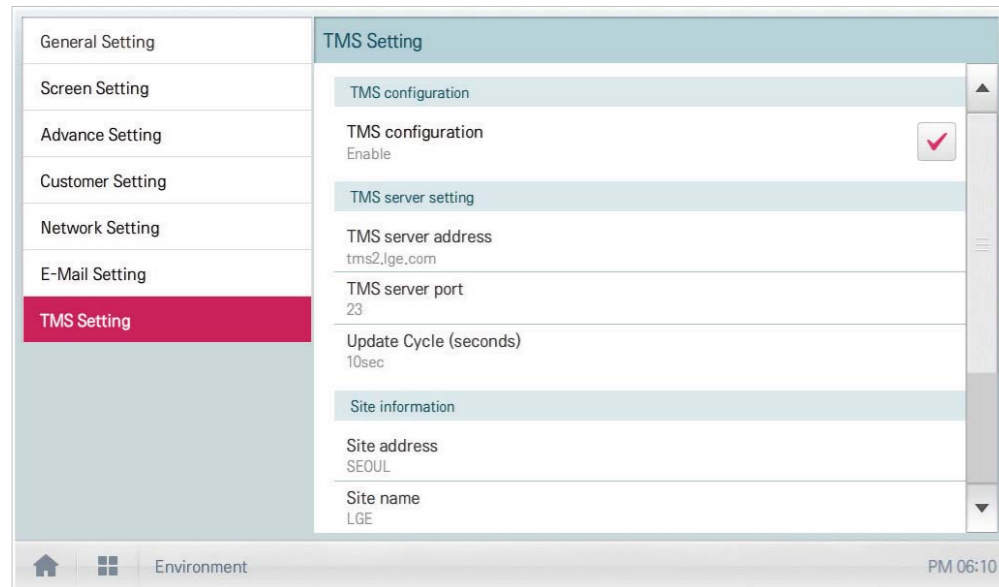 General Setting
Screen Setting
Advance Setting
Customer Setting
Network Setting
E-Mail Setting
TMS Setting
TMS Setting
TMS configuration
TMS configuration
Enable
TMS server setting
TMS server address
tms2.lge.com
TMS server port
23
Update Cycle (seconds)
10sec
Site information
Site address
SEOUL
Site name
LGE
Environment
PM 06:10